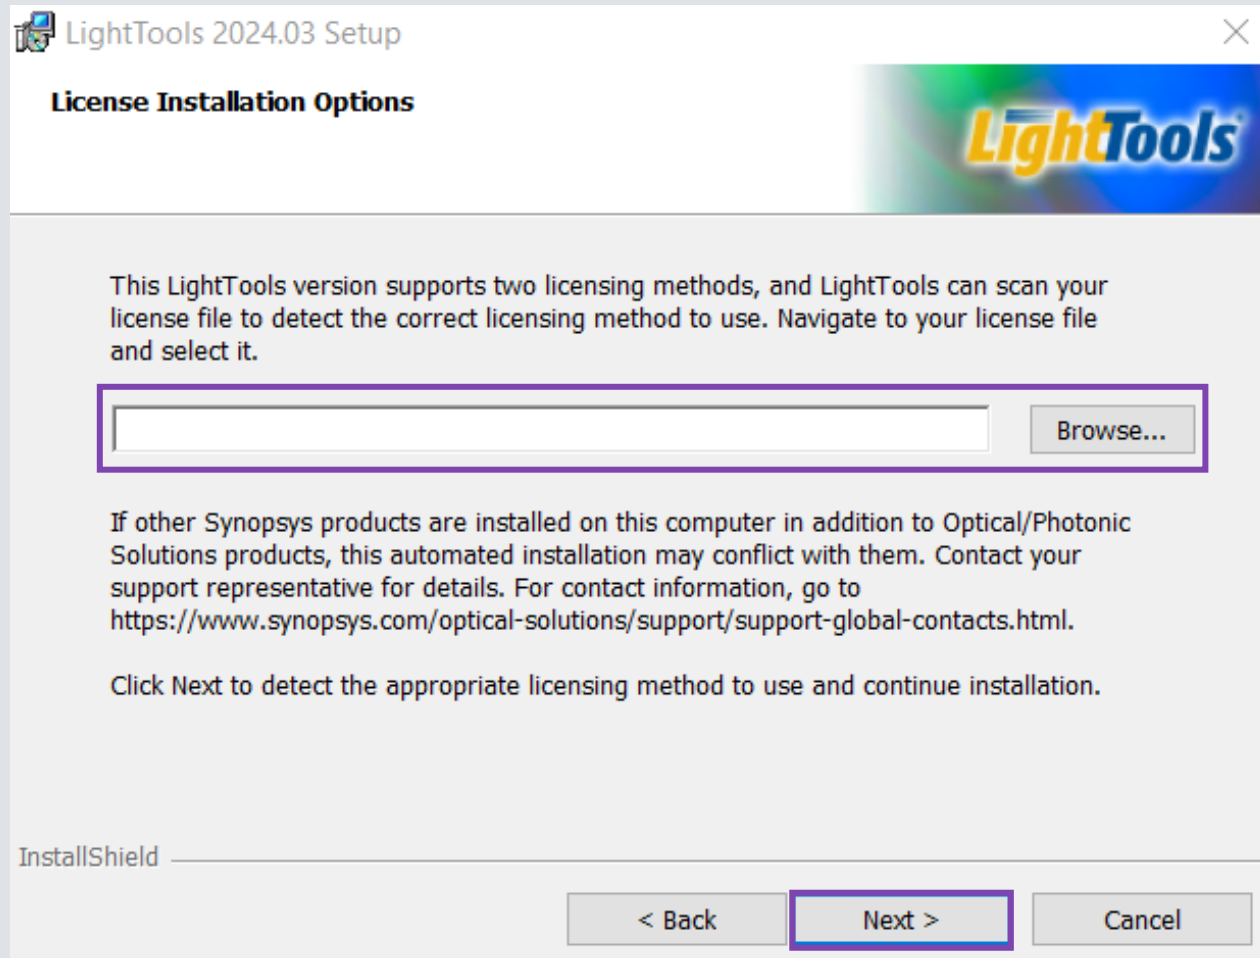 LightTools 2024.03 Setup
License Installation Options
LightTools
This LightTools version supports two licensing methods, and LightTools can scan your
license file to detect the correct licensing method to use. Navigate to your license file
and select it.
Browse...
If other Synopsys products are installed on this computer in addition to Optical/Photonic
Solutions products, this automated installation may conflict with them. Contact your
support representative for details. For contact information, go to
https://www.synopsys.com/optical-solutions/support/support-global-contacts.html.
Click Next to detect the appropriate licensing method to use and continue installation.
InstallShield
< Back Next > Cancel